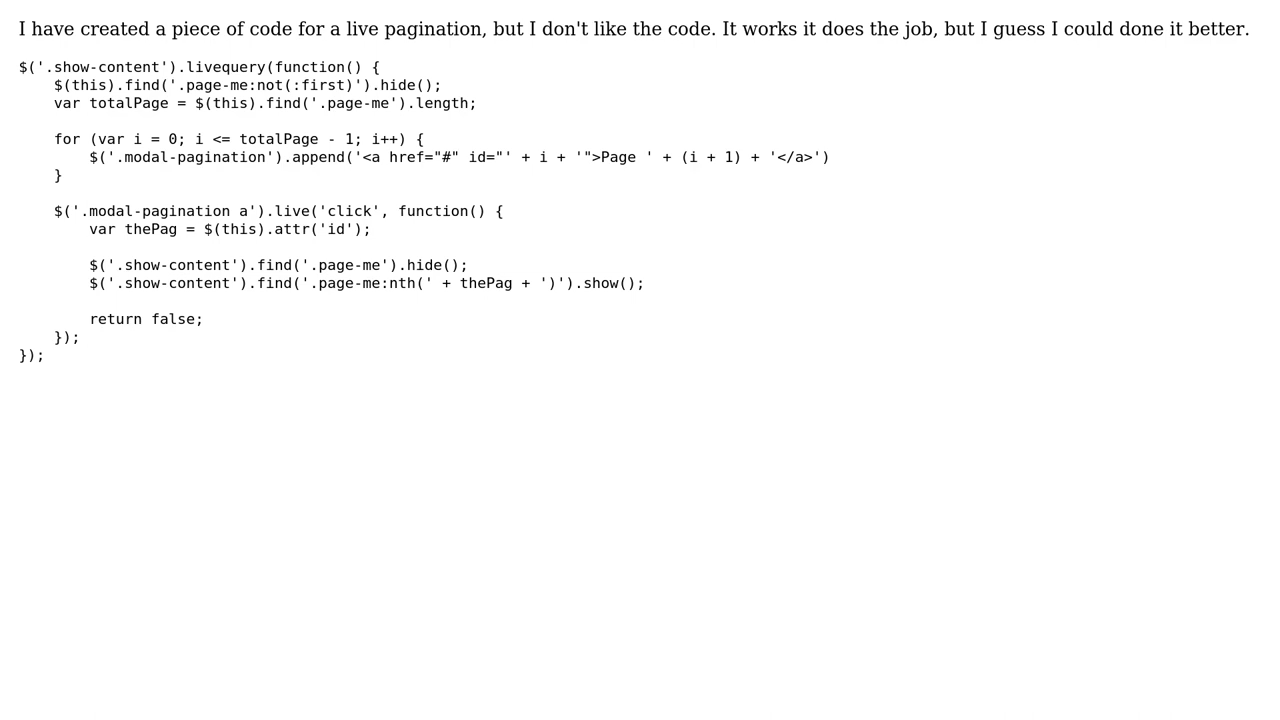 I have created a piece of code for a live pagination, but I don't like the code. It works it does the job, but I guess I could done it better.
$('.show-content').livequery(function() {
    $(this).find('.page-me:not(:first)').hide();
    var totalPage = $(this).find('.page-me').length;

    for (var i = 0; i <= totalPage - 1; i++) {
        $('.modal-pagination').append('<a href="#" id="' + i + '">Page ' + (i + 1) + '</a>')
    }

    $('.modal-pagination a').live('click', function() {
        var thePag = $(this).attr('id');

        $('.show-content').find('.page-me').hide();
        $('.show-content').find('.page-me:nth(' + thePag + ')').show();

        return false;
    });
});